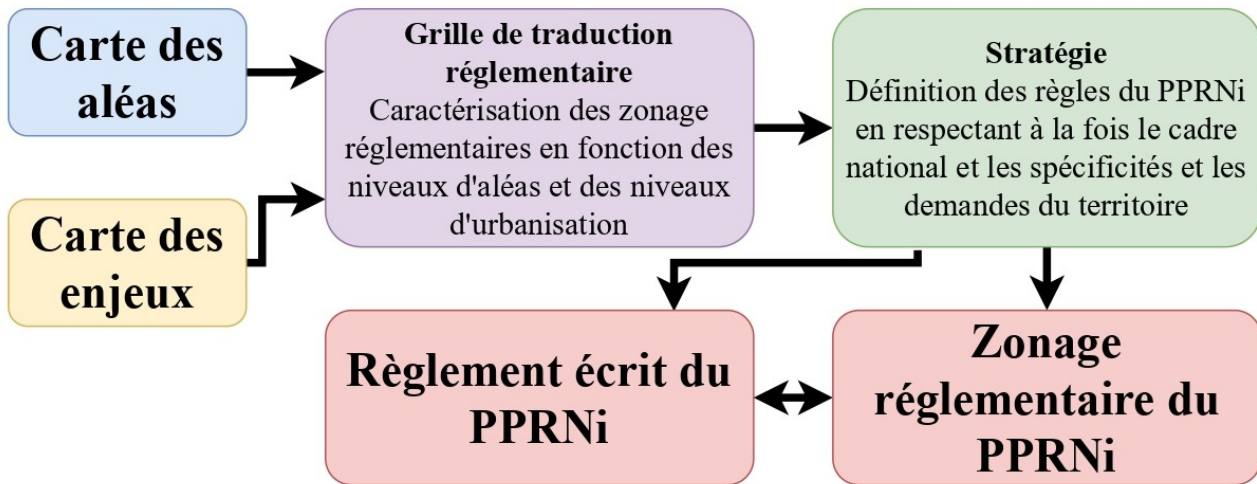 Carte des
aléas
Carte des
enjeux
Grille de traduction
réglementaire
Caractérisation des zonage
réglementaires en fonction des
niveaux d'aléas et des niveaux
d'urbanisation
Stratégie
Définition des règles du PPRNi
en respectant à la fois le cadre
national et les spécificités et les
demandes du territoire
Règlement écrit du
PPRNi
Zonage
réglementaire du
PPRNi